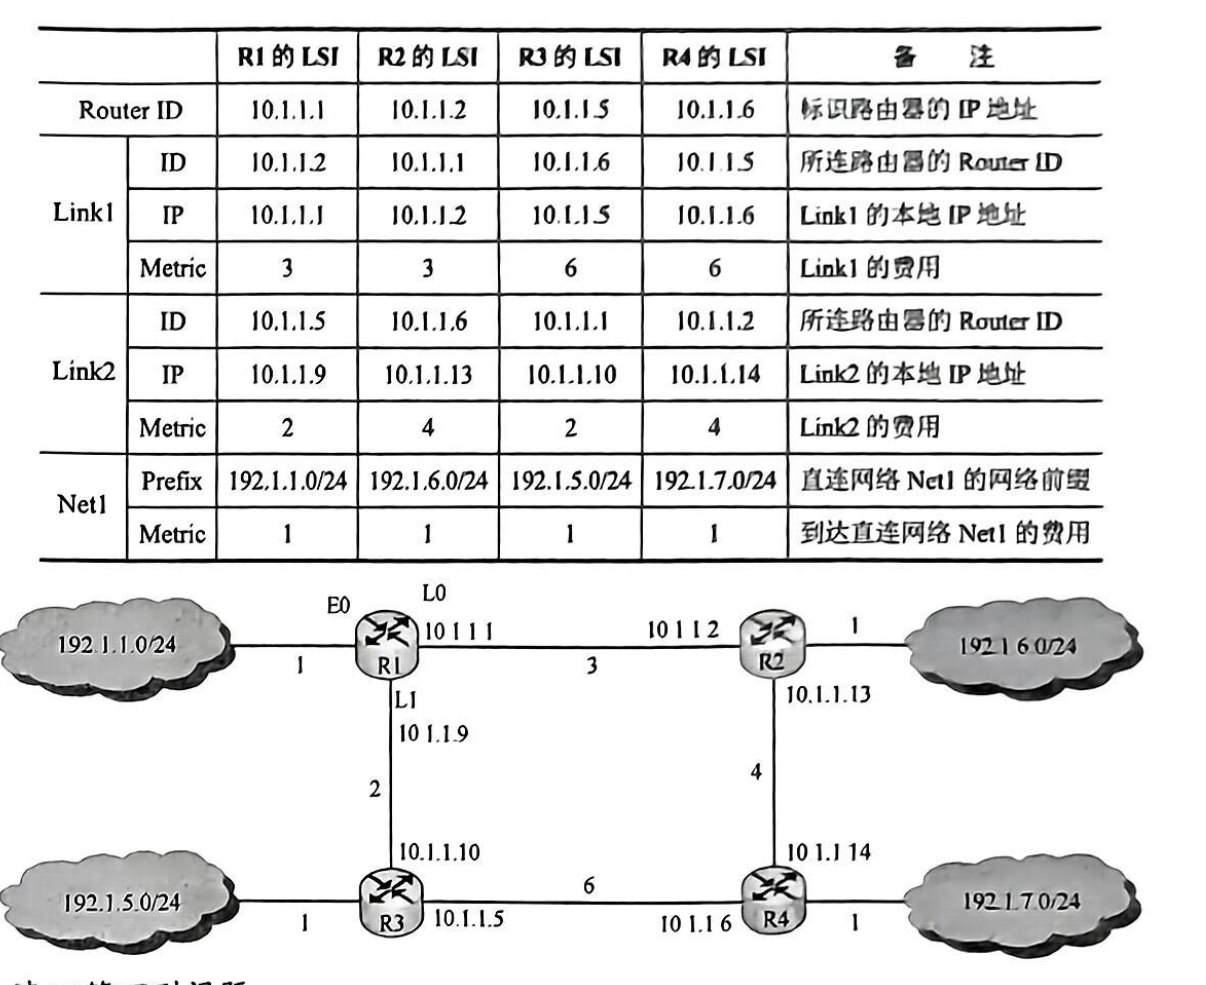 R1 的 LSI R2 的 LSI R3 的 LSI R4 的 LSI 备 注
Router ID 10.1.1.1 10.1.1.2 10.1.1.5 10.1.1.6 标识路由器的 IP 地址
Link1 ID 10.1.1.2 10.1.1.1 10.1.1.6 10.1.1.5 所连路由器的 Router ID
IP 10.1.1.1 10.1.1.2 10.1.1.5 10.1.1.6 Link1 的本地 IP 地址
Metric 3 3 6 6 Link1 的费用
Link2 ID 10.1.1.5 10.1.1.6 10.1.1.1 10.1.1.2 所连路由器的 Router ID
IP 10.1.1.9 10.1.1.13 10.1.1.10 10.1.1.14 Link2 的本地 IP 地址
Metric 2 4 2 4 Link2 的费用
Net1 Prefix 192.1.1.0/24 192.1.6.0/24 192.1.5.0/24 192.1.7.0/24 直连网络 Net1 的网络前缀
Metric 1 1 1 1 到达直连网络 Net1 的费用
E0 L0
192.1.1.0/24 1 R1 10 1 1 1 3 10 1 1 2 R2 1 192 1 6 0/24
L1
10 1.1.9 10.1.1.13
2 4
10.1.1.10 10 1.1 14
192.1.5.0/24 1 R3 10.1.1.5 6 10 1.1 6 R4 1 192.1.7.0/24